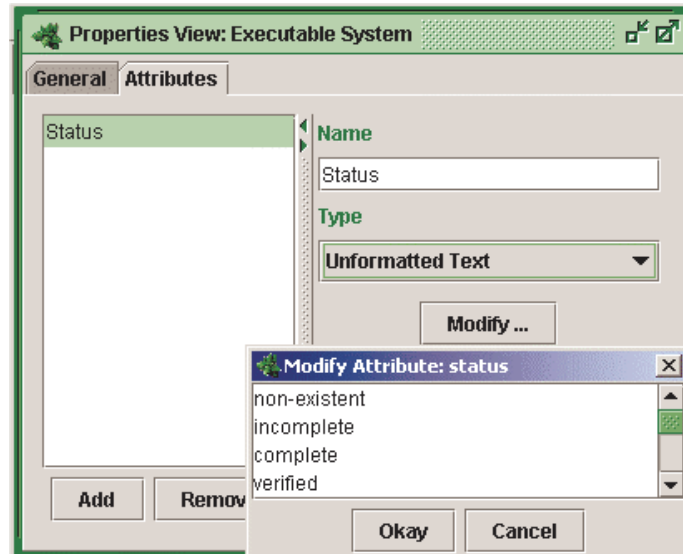 Properties View: Executable System
General Attributes
Status
Name
Status
Type
Unformatted Text
Modify ...
Modify Attribute: status
non-existent
incomplete
complete
verified
Add
Okay Cancel